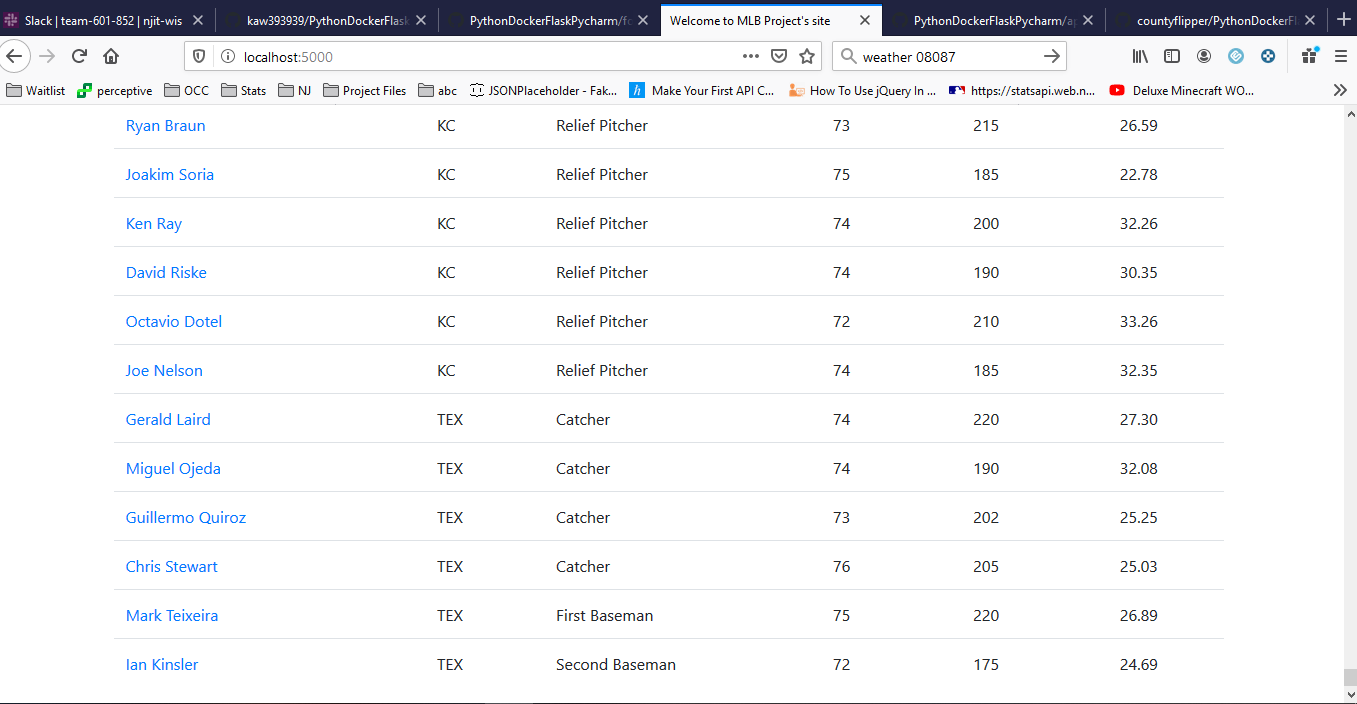 Slack | team-601-852 | njit-wis
kaw393939/PythonDockerFlask
PythonDockerFlaskPycharm/fo
Welcome to MLB Project's site
PythonDockerFlaskPycharm/ap
countyflipper/PythonDockerFl
localhost:5000
weather 08087
Waitlist perceptive OCC Stats NJ Project Files abc JSONPlaceholder - Fak... Make Your First API C... How To Use jQuery In ... https://statsapi.web.n... Deluxe Minecraft WO...
Ryan Braun KC Relief Pitcher 73 215 26.59
Joakim Soria KC Relief Pitcher 75 185 22.78
Ken Ray KC Relief Pitcher 74 200 32.26
David Riske KC Relief Pitcher 74 190 30.35
Octavio Dotel KC Relief Pitcher 72 210 33.26
Joe Nelson KC Relief Pitcher 74 185 32.35
Gerald Laird TEX Catcher 74 220 27.30
Miguel Ojeda TEX Catcher 74 190 32.08
Guillermo Quiroz TEX Catcher 73 202 25.25
Chris Stewart TEX Catcher 76 205 25.03
Mark Teixeira TEX First Baseman 75 220 26.89
Ian Kinsler TEX Second Baseman 72 175 24.69